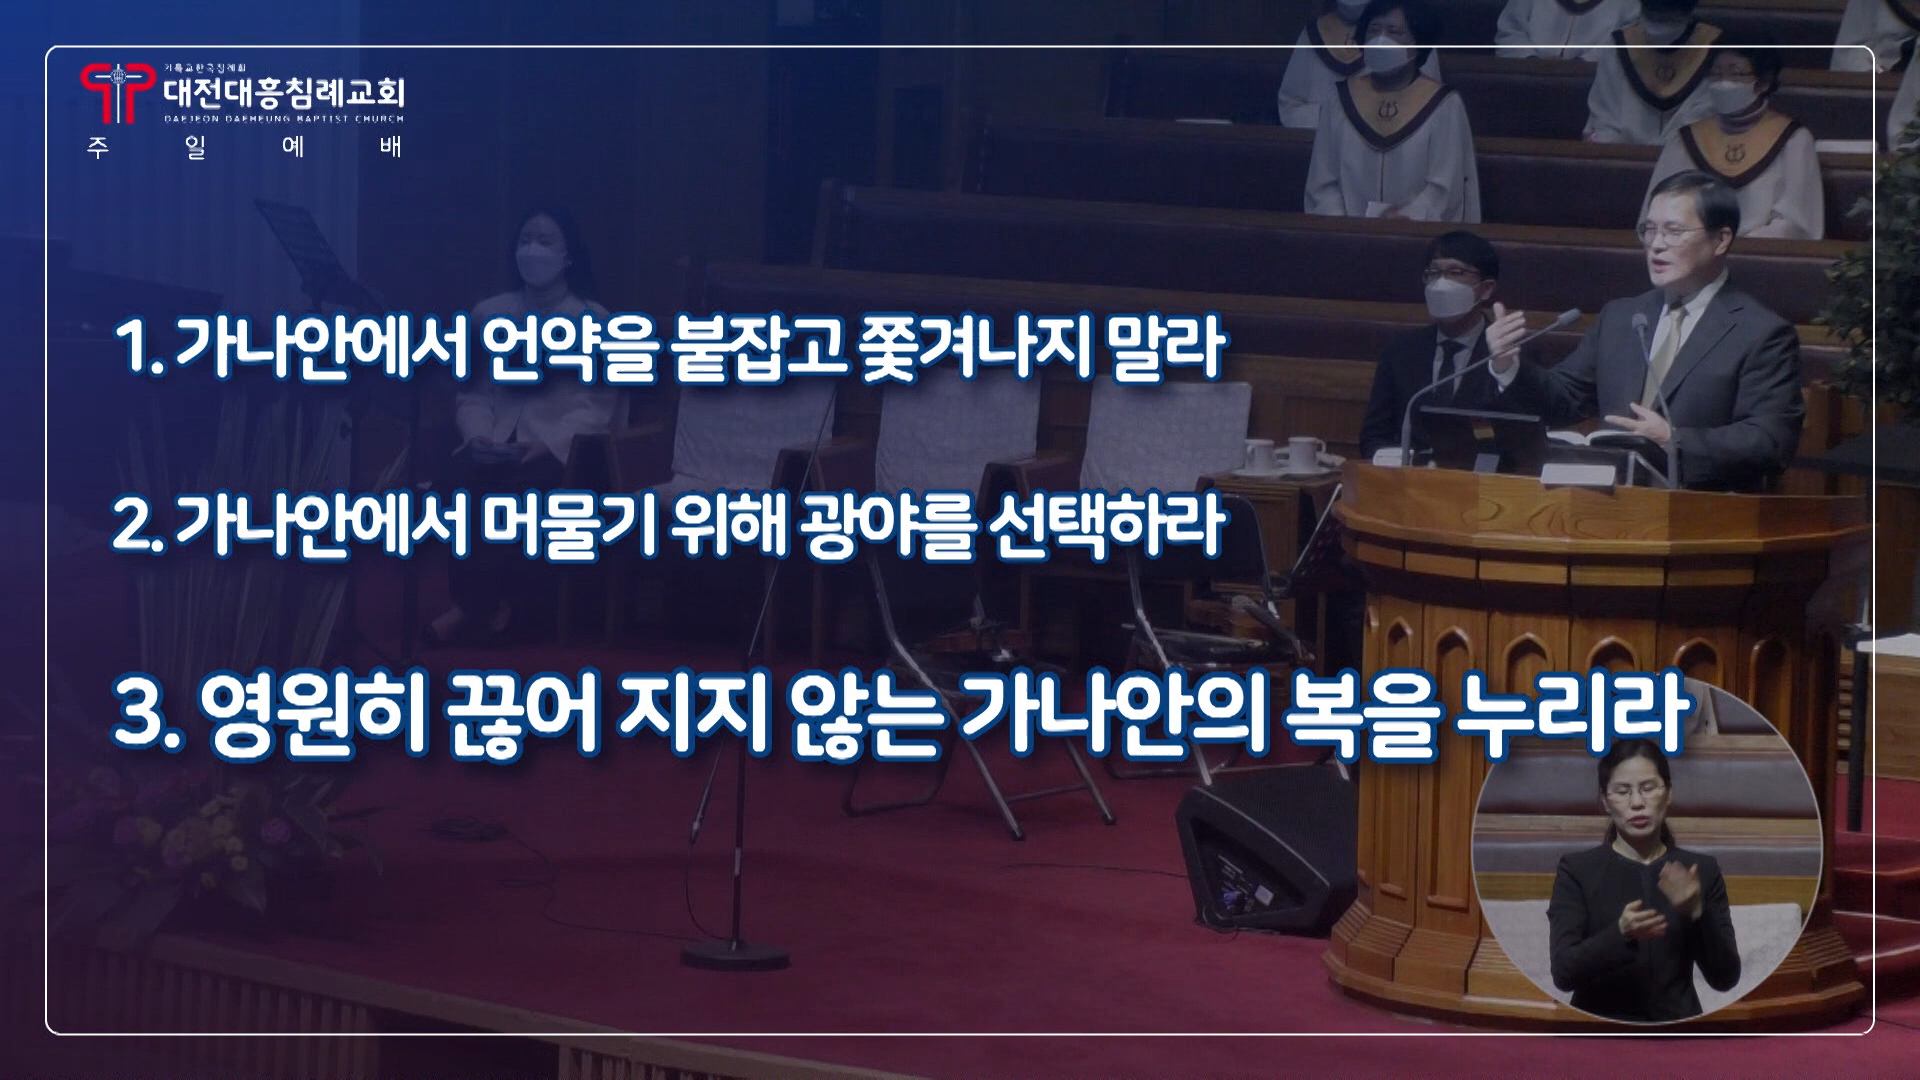 기독교한국침례회
대전대흥침례교회
DAEJEON DAEHEUNG BAPTIST CHURCH
주 일 예 배
1. 가나안에서 언약을 붙잡고 쫓겨나지 말라
2. 가나안에서 머물기 위해 광야를 선택하라
3. 영원히 끊어 지지 않는 가나안의 복을 누리라